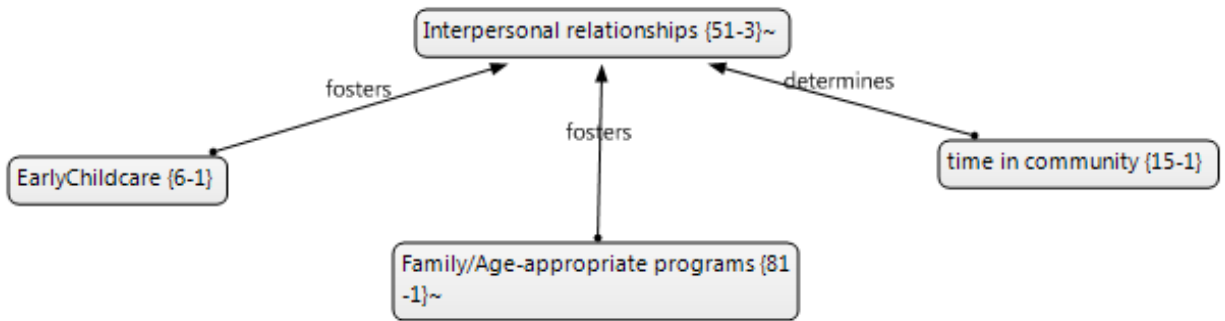 Interpersonal relationships {51-3}~
fosters
determines
fosters
EarlyChildcare {6-1}
time in community {15-1}
Family/Age-appropriate programs {81
-1}~